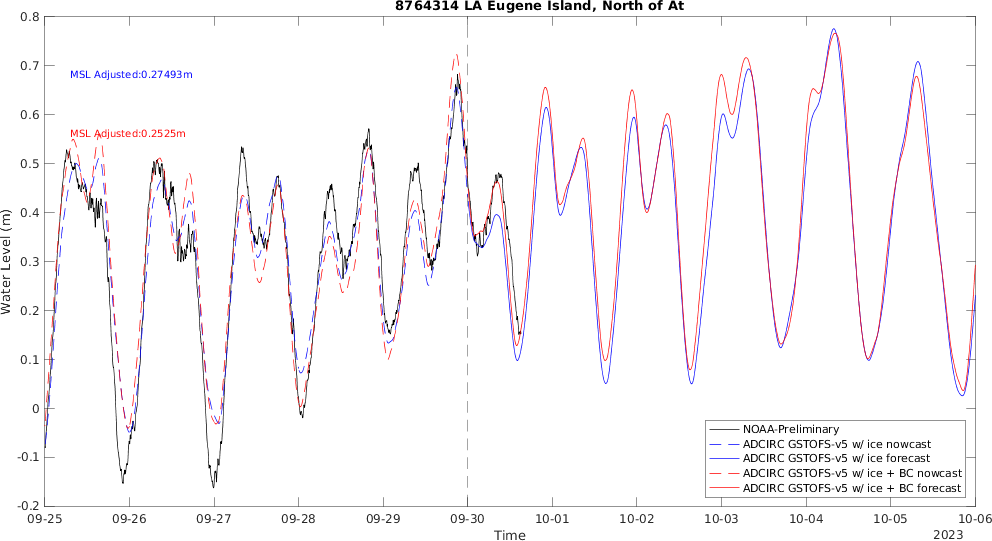 8764314 LA Eugene Island, North of At
MSL Adjusted:0.27493m
MSL Adjusted:0.2525m
Water Level (m)
0.8
0.7
0.6
0.5
0.4
0.3
0.2
0.1
0
-0.1
-0.2
09-25 09-26 09-27 09-28 09-29 09-30 10-01 10-02 10-03 10-04 10-05 10-06
Time
2023
NOAA-Preliminary
ADCIRC GSTOFS-v5 w/ ice nowcast
ADCIRC GSTOFS-v5 w/ ice forecast
ADCIRC GSTOFS-v5 w/ ice + BC nowcast
ADCIRC GSTOFS-v5 w/ ice + BC forecast